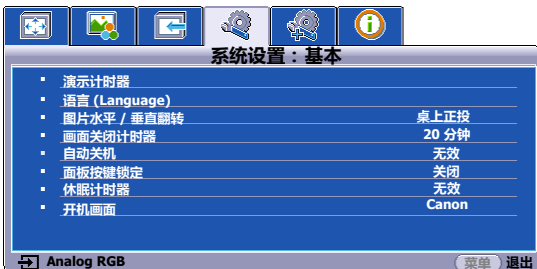 系统设置：基本
演示计时器
语言 (Language)
图片水平 / 垂直翻转 桌上正投
画面关闭计时器 20 分钟
自动关机 无效
面板按键锁定 关闭
休眠计时器 无效
开机画面 Canon
Analog RGB 菜单 退出